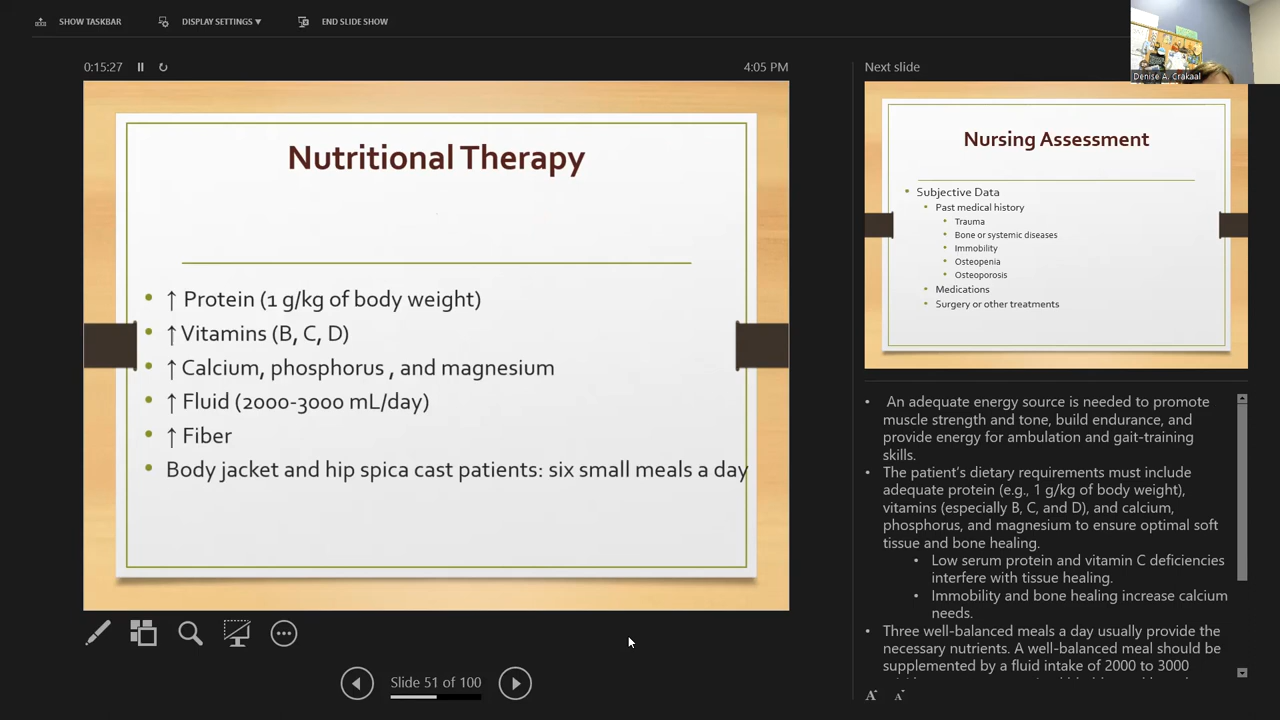 SHOW TASKBAR
DISPLAY SETTINGS ▼
END SLIDE SHOW
0:15:27
4:05 PM
Nutritional Therapy
• ↑ Protein (1 g/kg of body weight)
• ↑ Vitamins (B, C, D)
• ↑ Calcium, phosphorus , and magnesium
• ↑ Fluid (2000-3000 mL/day)
• ↑ Fiber
• Body jacket and hip spica cast patients: six small meals a day
Slide 51 of 100
Denise A. Crakaal
Next slide
Nursing Assessment
• Subjective Data
• Past medical history
• Trauma
• Bone or systemic diseases
• Immobility
• Osteopenia
• Osteoporosis
• Medications
• Surgery or other treatments
• An adequate energy source is needed to promote
muscle strength and tone, build endurance, and
provide energy for ambulation and gait-training
skills.
• The patient's dietary requirements must include
adequate protein (e.g., 1 g/kg of body weight),
vitamins (especially B, C, and D), and calcium,
phosphorus, and magnesium to ensure optimal soft
tissue and bone healing.
• Low serum protein and vitamin C deficiencies
interfere with tissue healing.
• Immobility and bone healing increase calcium
needs.
• Three well-balanced meals a day usually provide the
necessary nutrients. A well-balanced meal should be
supplemented by a fluid intake of 2000 to 3000
A A